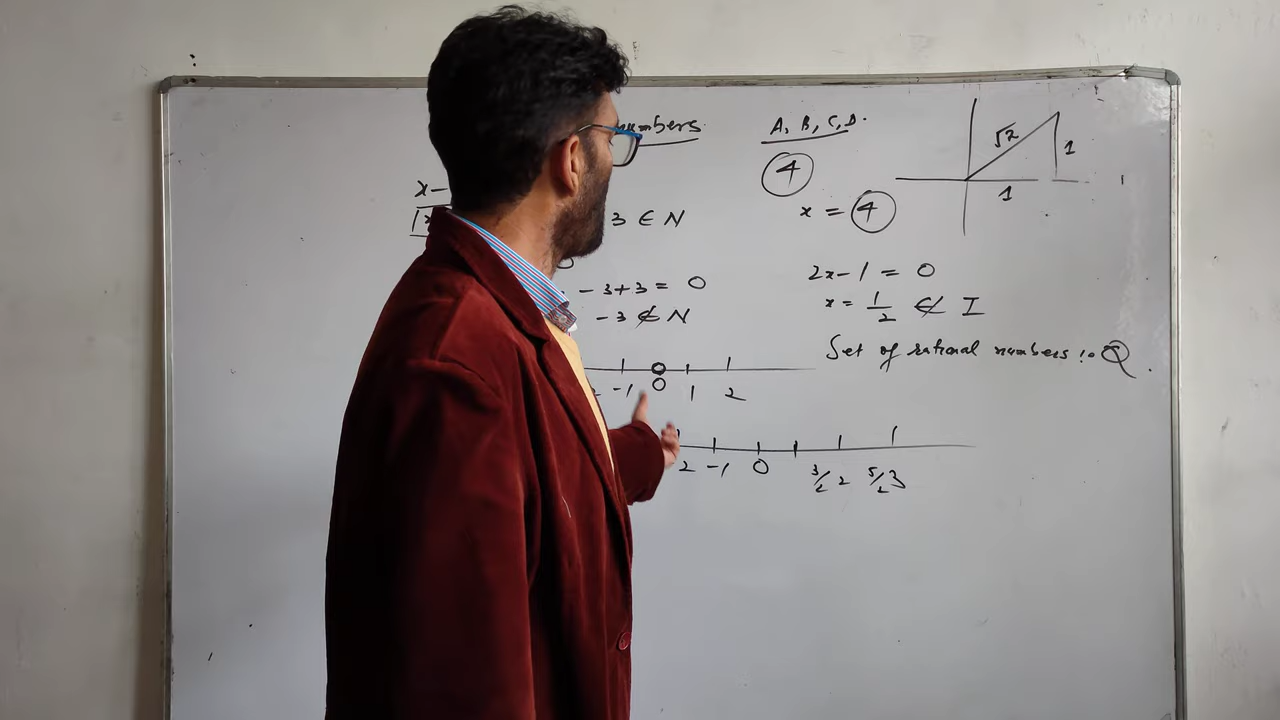 numbers
x-
3 ∈ N
-3+3 = 0
-3 ∉ N
-1 0 1 2
2 -1 0 3/2 2 5/2 3
A, B, C, D.
4
x = 4
2x-1 = 0
x = 1/2 ∉ I
Set of rational numbers :. Q.
√2
1
1